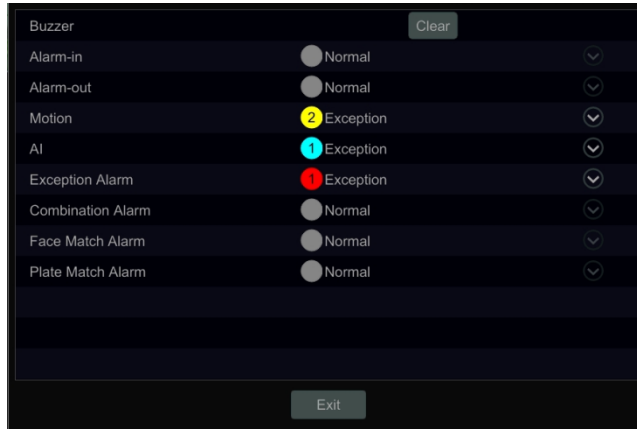 Buzzer Clear
Alarm-in Normal
Alarm-out Normal
Motion 2 Exception
AI 1 Exception
Exception Alarm 1 Exception
Combination Alarm Normal
Face Match Alarm Normal
Plate Match Alarm Normal
Exit